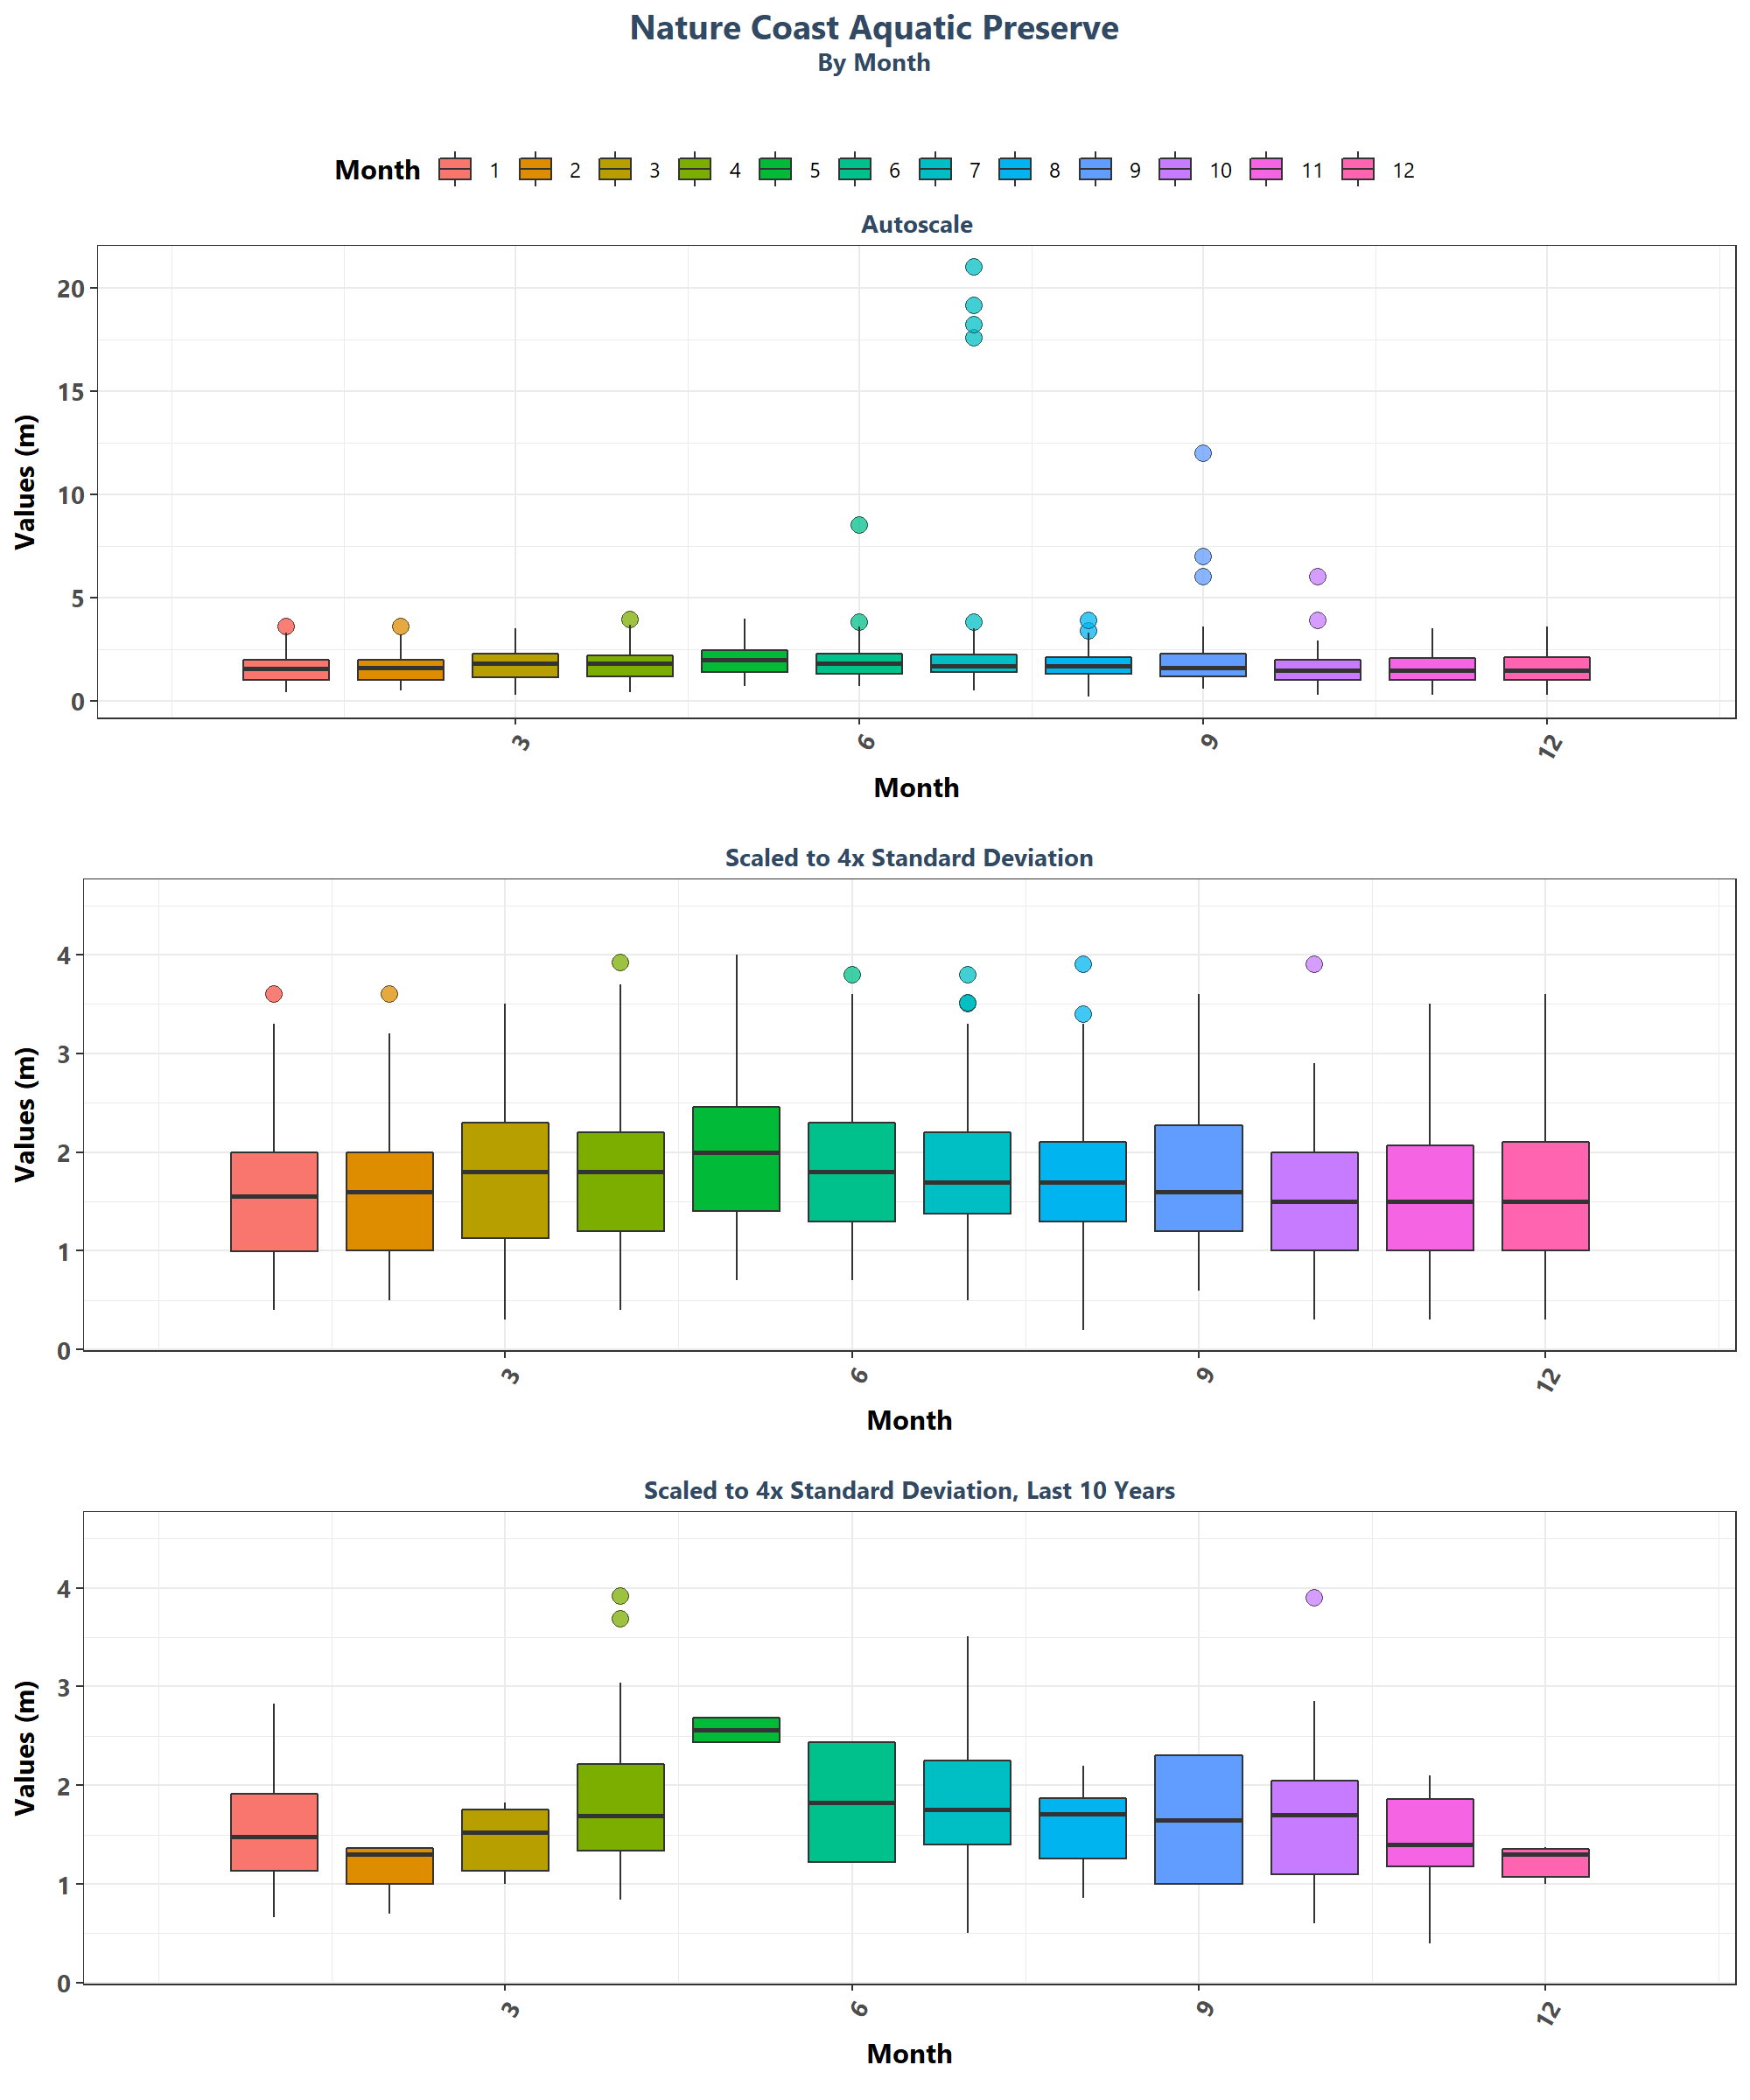 Nature Coast Aquatic Preserve
By Month
Month 1 2 3 4 5 6 7 8 9 10 11 12
Autoscale
Values (m)
20
15
10
5
0
3 6 9 12
Month
Scaled to 4x Standard Deviation
Values (m)
4
3
2
1
0
3 6 9 12
Month
Scaled to 4x Standard Deviation, Last 10 Years
Values (m)
4
3
2
1
0
3 6 9 12
Month